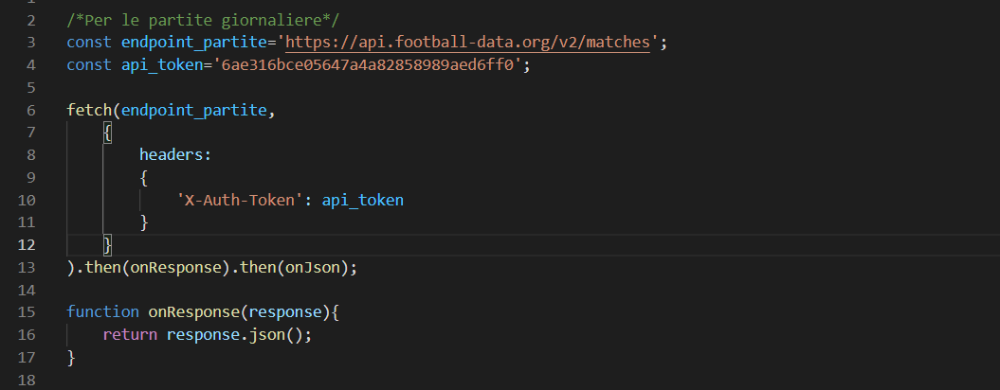 2 /*Per le partite giornaliere*/
3 const endpoint_partite='https://api.football-data.org/v2/matches';
4 const api_token='6ae316bce05647a4a82858989aed6ff0';
5
6 fetch(endpoint_partite,
7 {
8 headers:
9 {
10 'X-Auth-Token': api_token
11 }
12 }
13 ).then(onResponse).then(onJson);
14
15 function onResponse(response){
16 return response.json();
17 }
18